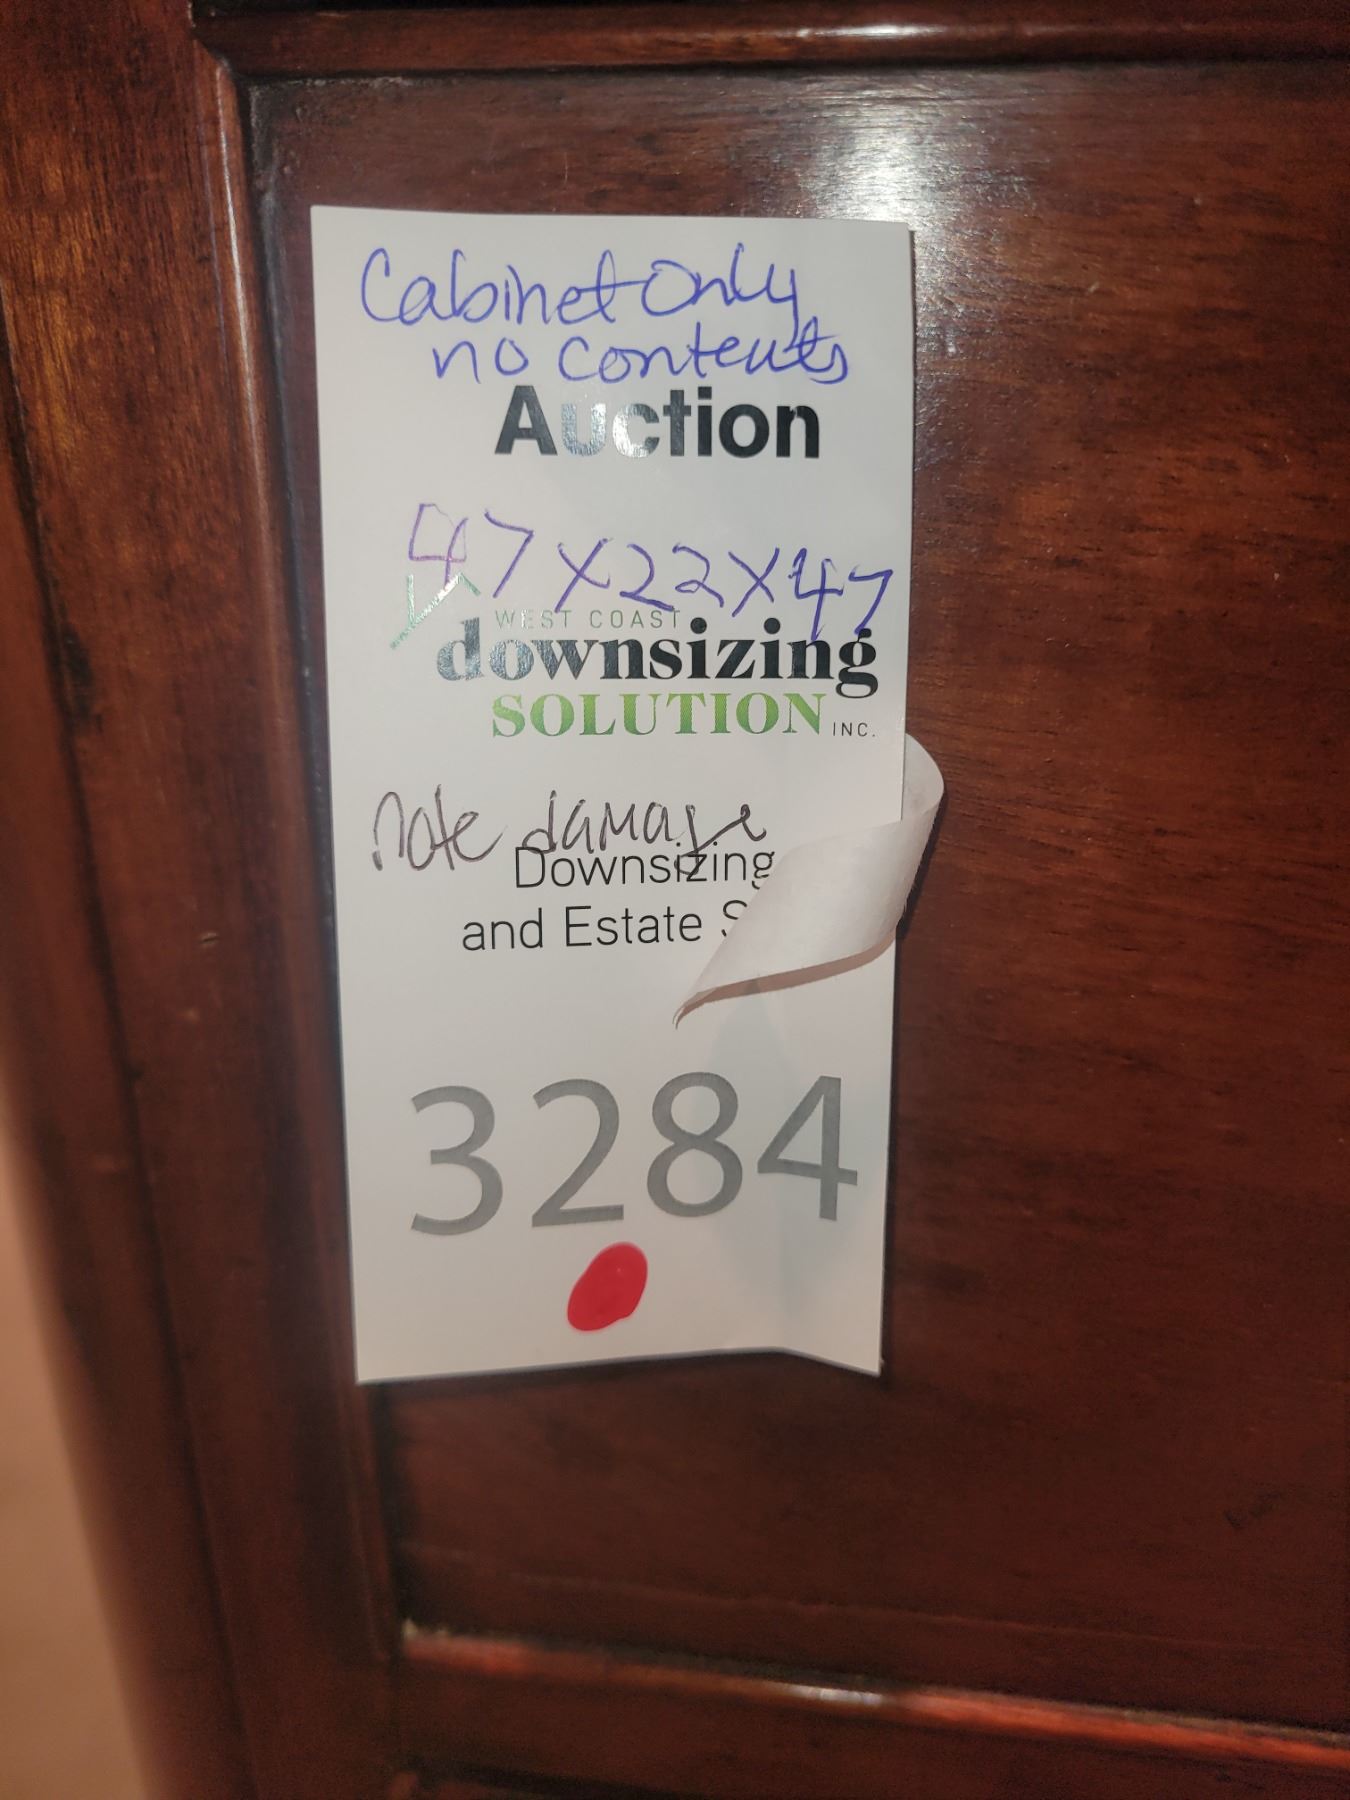 Cabinet Only
no contents
Auction
47x22x47
WEST COAST
downsizing
SOLUTION INC.
note damage
Downsizing
and Estate
3284